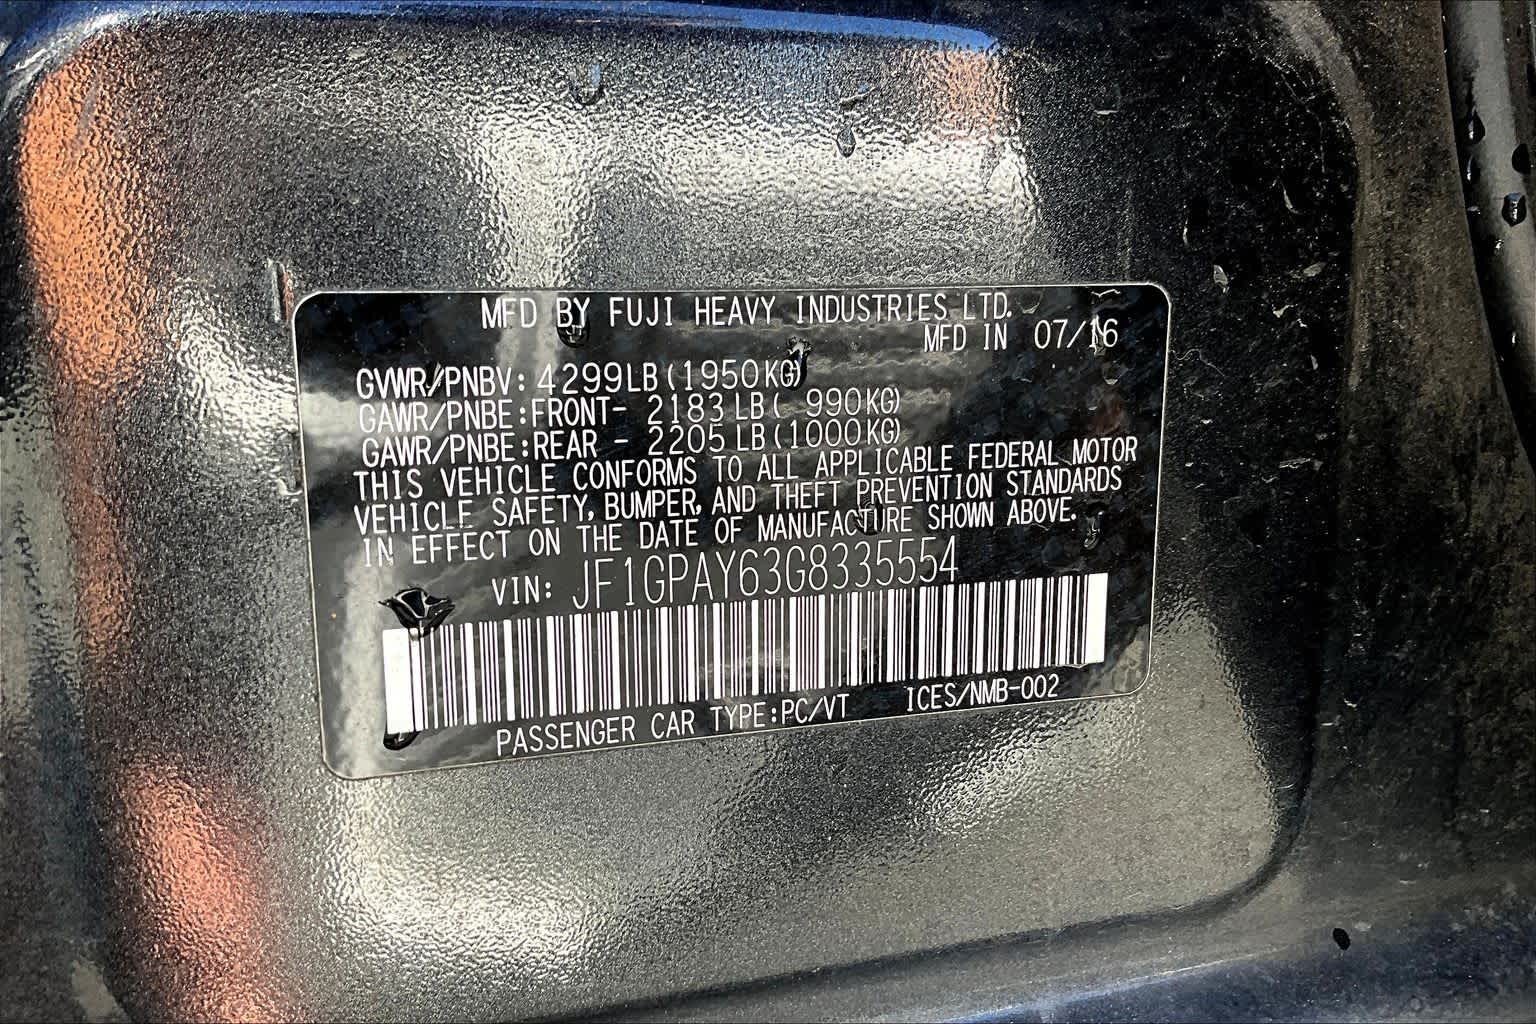 MFD BY FUJI HEAVY INDUSTRIES LTD.
MFD IN 07/16
GVWR/PNBV: 4299LB(1950KG)
GAWR/PNBE:FRONT- 2183LB( 990KG)
GAWR/PNBE:REAR - 2205LB(1000KG)
THIS VEHICLE CONFORMS TO ALL APPLICABLE FEDERAL MOTOR
VEHICLE SAFETY, BUMPER, AND THEFT PREVENTION STANDARDS
IN EFFECT ON THE DATE OF MANUFACTURE SHOWN ABOVE.
VIN: JF1GPAY63G8335554
PASSENGER CAR TYPE:PC/VT ICES/NMB-002